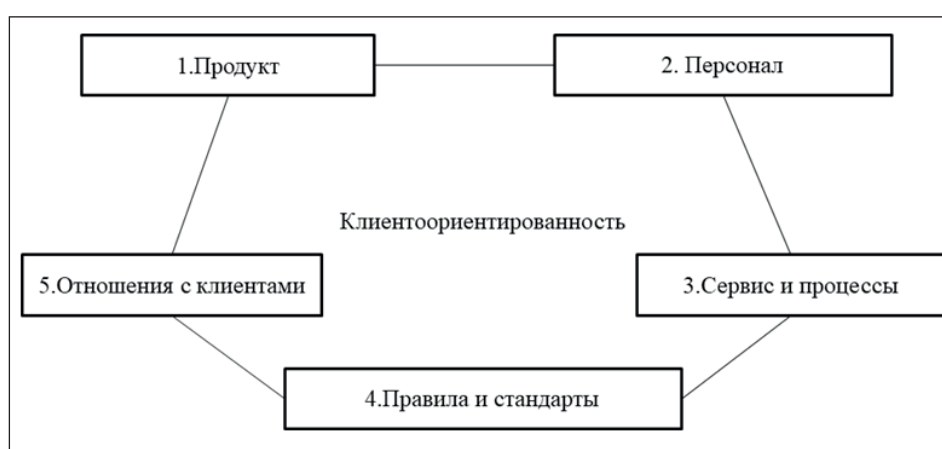 1.Продукт
2. Персонал
Клиентоориентированность
5.Отношения с клиентами
3.Сервис и процессы
4.Правила и стандарты